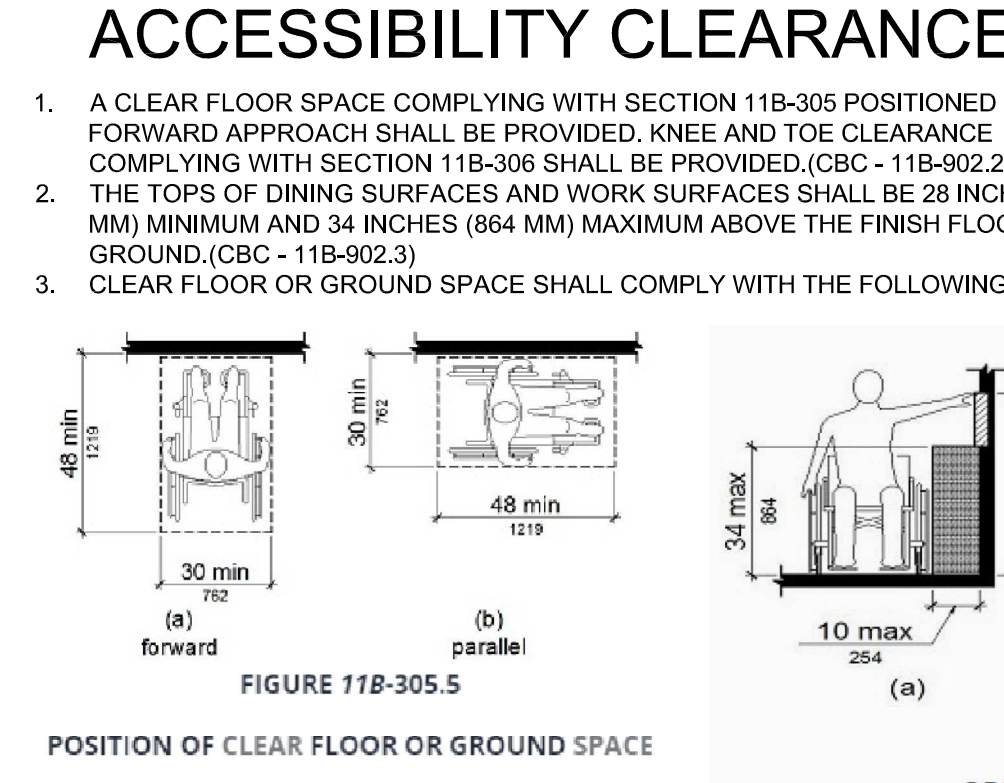 ACCESSIBILITY CLEARANCE
1. A CLEAR FLOOR SPACE COMPLYING WITH SECTION 11B-305 POSITIONED
FORWARD APPROACH SHALL BE PROVIDED. KNEE AND TOE CLEARANCE
COMPLYING WITH SECTION 11B-306 SHALL BE PROVIDED.(CBC - 11B-902.2
2. THE TOPS OF DINING SURFACES AND WORK SURFACES SHALL BE 28 INCH
MM) MINIMUM AND 34 INCHES (864 MM) MAXIMUM ABOVE THE FINISH FLOO
GROUND.(CBC - 11B-902.3)
3. CLEAR FLOOR OR GROUND SPACE SHALL COMPLY WITH THE FOLLOWING
48 min
1219
30 min
762
(a)
forward
30 min
762
48 min
1219
(b)
parallel
FIGURE 11B-305.5
POSITION OF CLEAR FLOOR OR GROUND SPACE
34 max
864
10 max
254
(a)